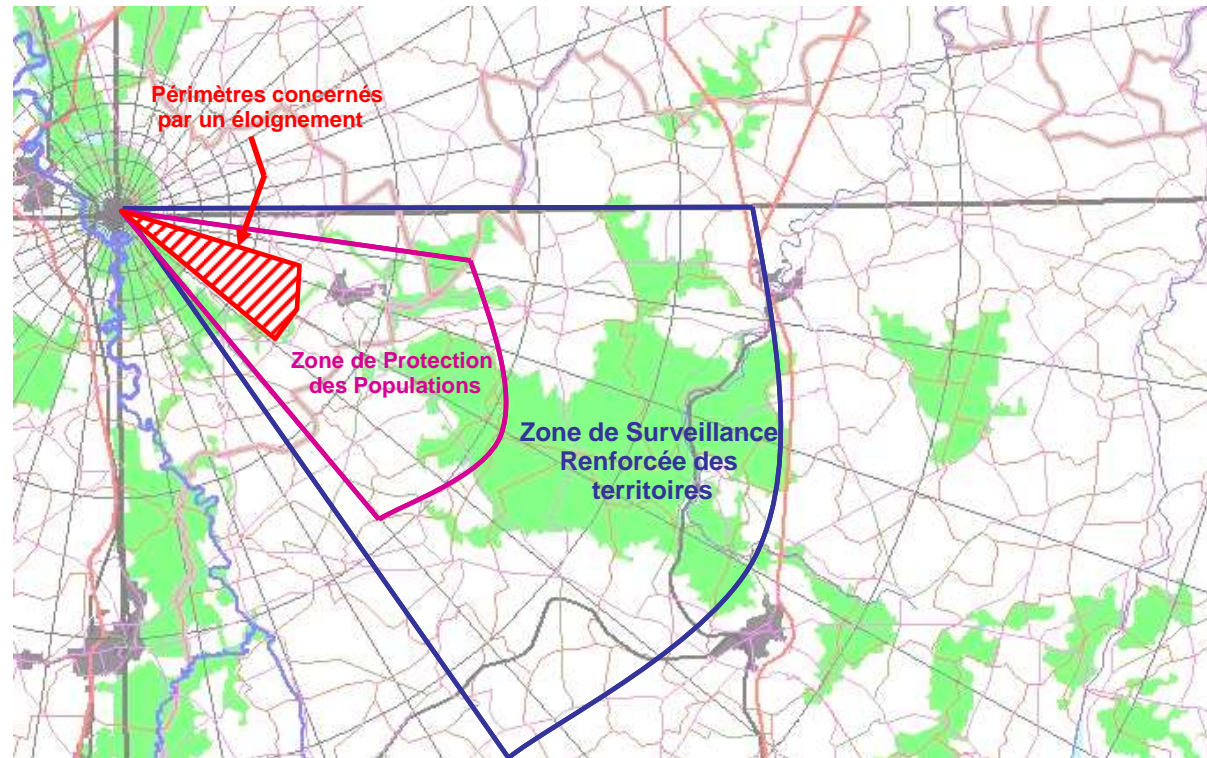 Périmètres concernés
par un éloignement
Zone de Protection
des Populations
Zone de Surveillance
Renforcée des
territoires